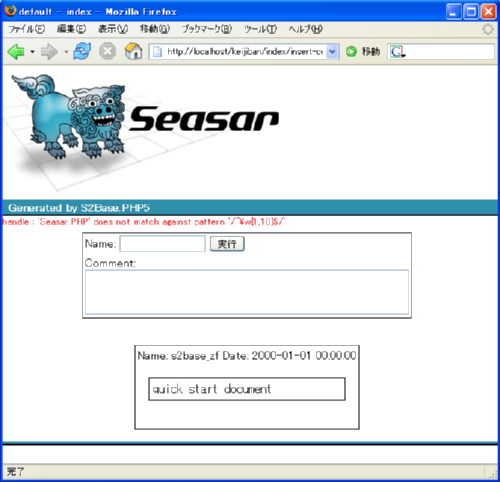 default - index - Mozilla Firefox
ファイル(F) 編集(E) 表示(V) 移動(G) ブックマーク(B) ツール(T) ヘルプ(H)
http://localhost/keijiban/index/insert-c 移動
Seasar
Generated by S2Base.PHP5
handle : 'Seasar.PHP' does not match against pattern '/^¥w{1,10}$/'
Name: 実行
Comment:
Name: s2base_zf Date: 2000-01-01 00:00:00
quick start document
完了